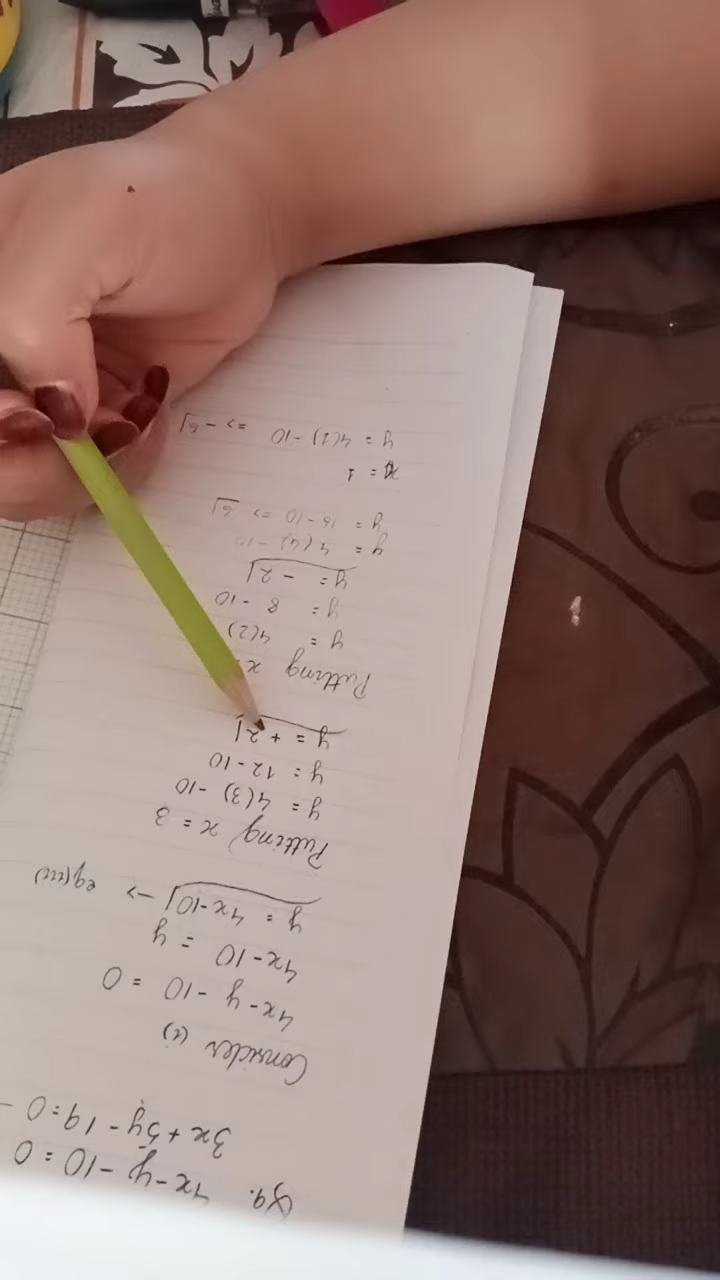 Q9. 4x-y-10=0
3x+5y-19=0 -
Consider (i)
4x-y-10 = 0
4x-10 = y
y = 4x-10 → eq(iii)
Putting x = 3
y = 4(3) -10
y = 12-10
y = +2
Putting x
y = 4(2)
y = 8 -10
y = -2
y = 4(4) -10
y = 16-10 => 6
x = 1
y = 4(1) -10 => -6